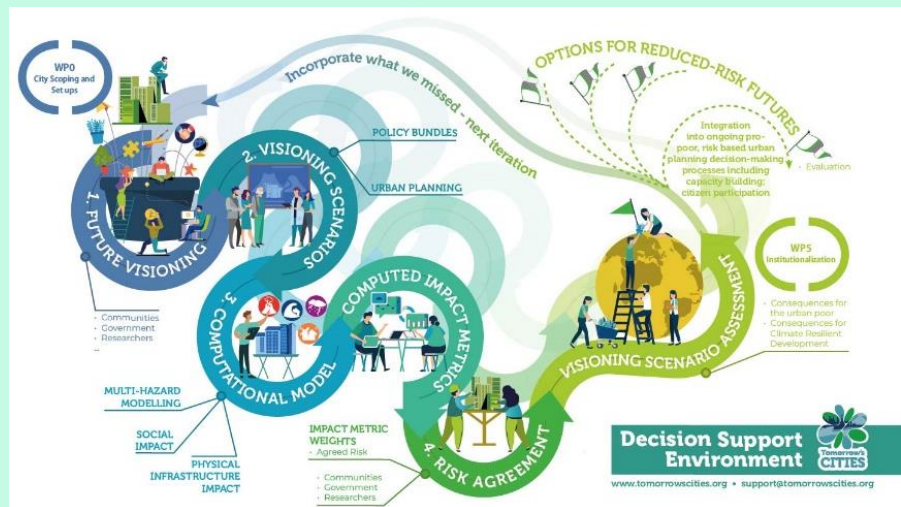 WP0
City Scoping and
Set ups
Incorporate what we missed - next iteration
OPTIONS FOR REDUCED-RISK FUTURES
Integration
into ongoing pro-
poor, risk based urban
planning decision-making
processes including
capacity building;
citizen participation
- Evaluation
1. FUTURE VISIONING
2. VISIONING SCENARIOS
POLICY BUNDLES
URBAN PLANNING
- Communities
- Government
- Researchers
...
3. COMPUTATIONAL MODEL
COMPUTED IMPACT METRICS
MULTI-HAZARD
MODELLING
SOCIAL
IMPACT
PHYSICAL
INFRASTRUCTURE
IMPACT
IMPACT METRIC
WEIGHTS
- Agreed Risk
- Communities
- Government
- Researchers
4. RISK AGREEMENT
VISIONING SCENARIO ASSESSMENT
WP5
Institutionalization
- Consequences for
the urban poor
- Consequences for
Climate Resilient
Development
Decision Support
Environment
Tomorrow's
CITIES
www.tomorrowscities.org • support@tomorrowscities.org